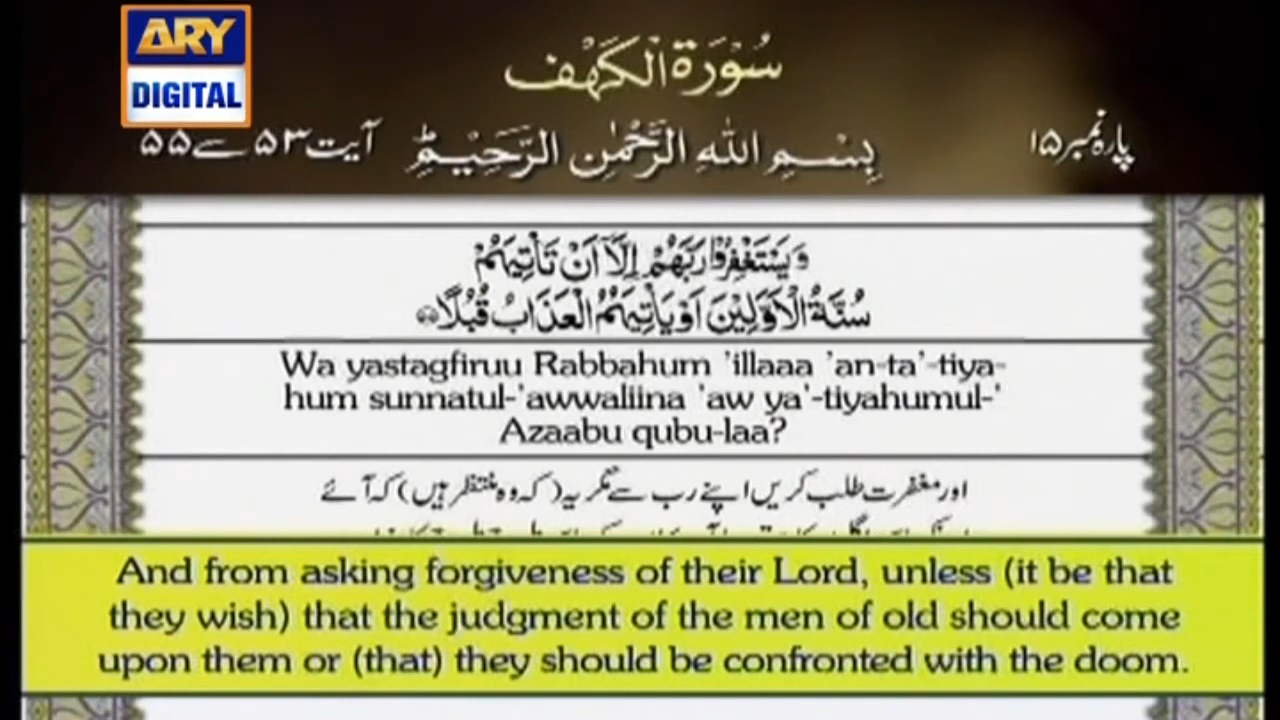 ARY
DIGITAL
سُوْرَةُ الْكَهْف
پارہ نمبر ۱۵
بِسْمِ اللهِ الرَّحْمٰنِ الرَّحِيْمِ
آیت ۵۳ سے ۵۵
وَيَسْتَغْفِرُوْا رَبَّهُمْ اِلَّآ اَنْ تَاْتِيَهُمْ
سُنَّةُ الْاَوَّلِيْنَ اَوْ يَاْتِيَهُمُ الْعَذَابُ قُبُلًا
Wa yastagfiruu Rabbahum 'illaaa 'an-ta'-tiya-
hum sunnatul-'awwaliina 'aw ya'-tiyahumul-'
Azaabu qubu-laa?
اور مغفرت طلب کریں اپنے رب سے مگر یہ (کہ وہ منتظر ہیں) کہ آئے
And from asking forgiveness of their Lord, unless (it be that
they wish) that the judgment of the men of old should come
upon them or (that) they should be confronted with the doom.